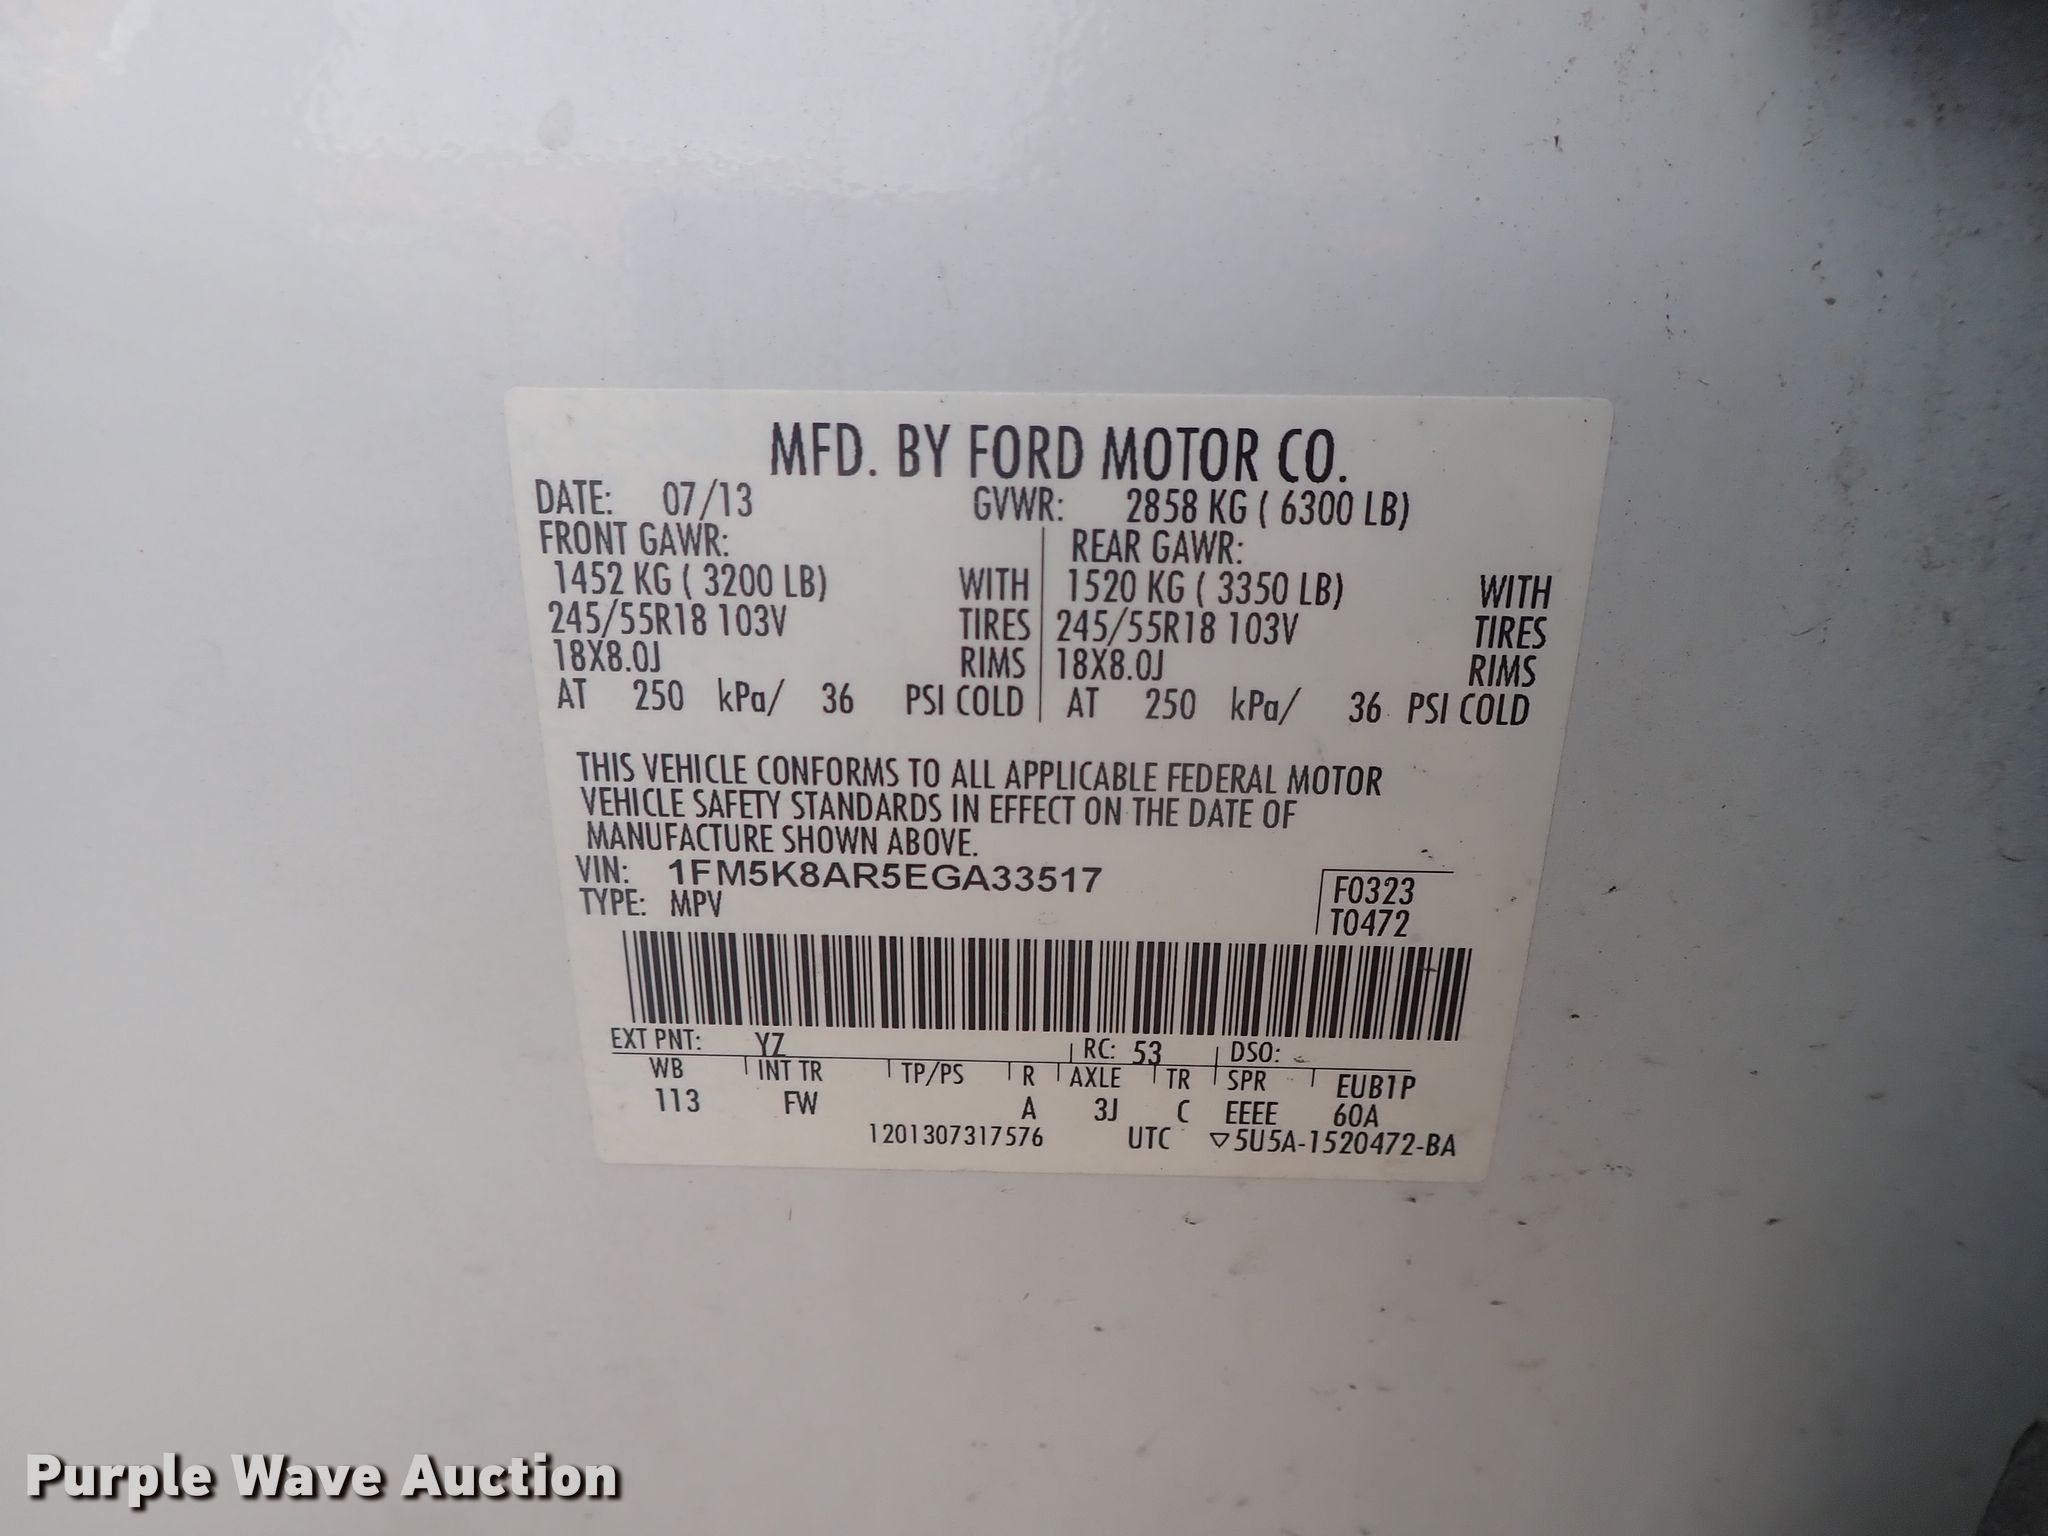 MFD. BY FORD MOTOR CO.
DATE: 07/13 GVWR: 2858 KG ( 6300 LB)
FRONT GAWR: REAR GAWR:
1452 KG ( 3200 LB) WITH 1520 KG ( 3350 LB) WITH
245/55R18 103V TIRES 245/55R18 103V TIRES
18X8.0J RIMS 18X8.0J RIMS
AT 250 kPa/ 36 PSI COLD AT 250 kPa/ 36 PSI COLD
THIS VEHICLE CONFORMS TO ALL APPLICABLE FEDERAL MOTOR
VEHICLE SAFETY STANDARDS IN EFFECT ON THE DATE OF
MANUFACTURE SHOWN ABOVE.
VIN: 1FM5K8AR5EGA33517
TYPE: MPV
F0323
T0472
EXT PNT: YZ RC: 53 DSO:
WB INT TR TP/PS R AXLE TR SPR EUB1P
113 FW A 3J C EEEE 60A
1201307317576 UTC ▽5U5A-1520472-BA
Purple Wave Auction